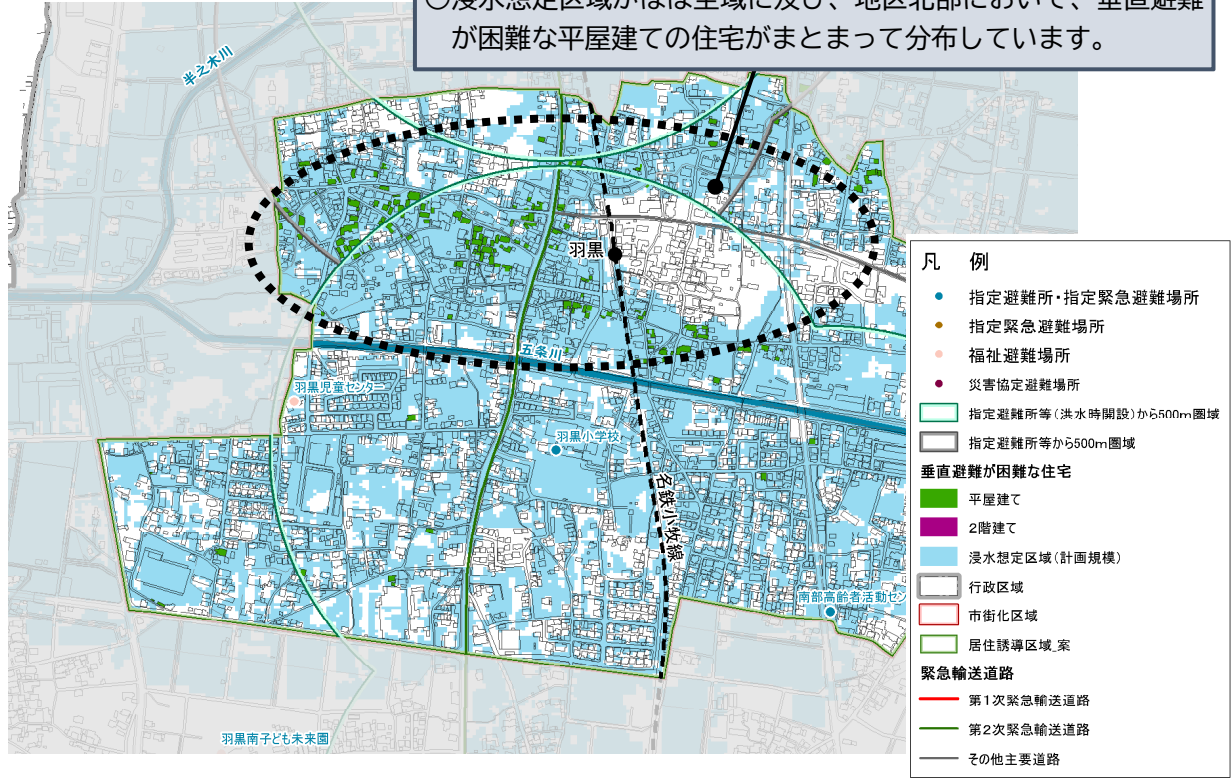 ○浸水想定区域がほぼ全域に及び、地区北部において、垂直避難
が困難な平屋建ての住宅がまとまって分布しています。
半之木川
羽黒
五条川
羽黒児童センター
羽黒小学校
名鉄小牧線
南部高齢者活動セン
羽黒南子ども未来園
凡 例
指定避難所・指定緊急避難場所
指定緊急避難場所
福祉避難場所
災害協定避難場所
指定避難所等(洪水時開設)から500m圏域
指定避難所等から500m圏域
垂直避難が困難な住宅
平屋建て
2階建て
浸水想定区域(計画規模)
行政区域
市街化区域
居住誘導区域_案
緊急輸送道路
第1次緊急輸送道路
第2次緊急輸送道路
その他主要道路